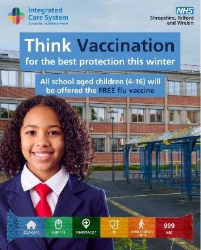 Integrated
Care System
Shropshire, Telford and Wrekin
NHS
Shropshire, Telford
and Wrekin
Think Vaccination
for the best protection this winter
All school aged children (4-16) will
be offered the FREE flu vaccine
999